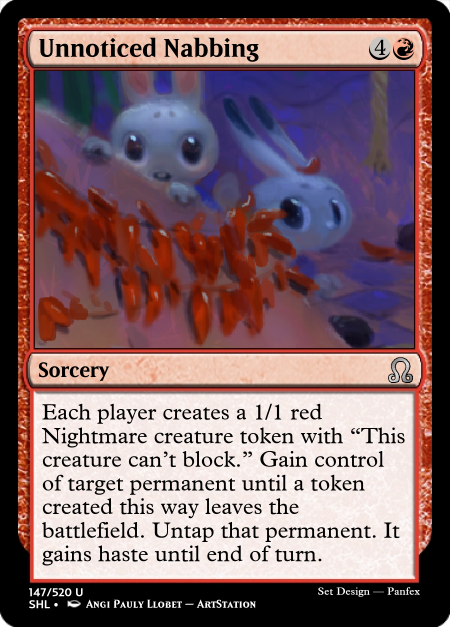 Unnoticed Nabbing 4
Sorcery
Each player creates a 1/1 red
Nightmare creature token with “This
creature can't block.” Gain control
of target permanent until a token
created this way leaves the
battlefield. Untap that permanent. It
gains haste until end of turn.
147/520 U
Set Design — Panfex
SHL • Angi Pauly Llobet — ArtStation